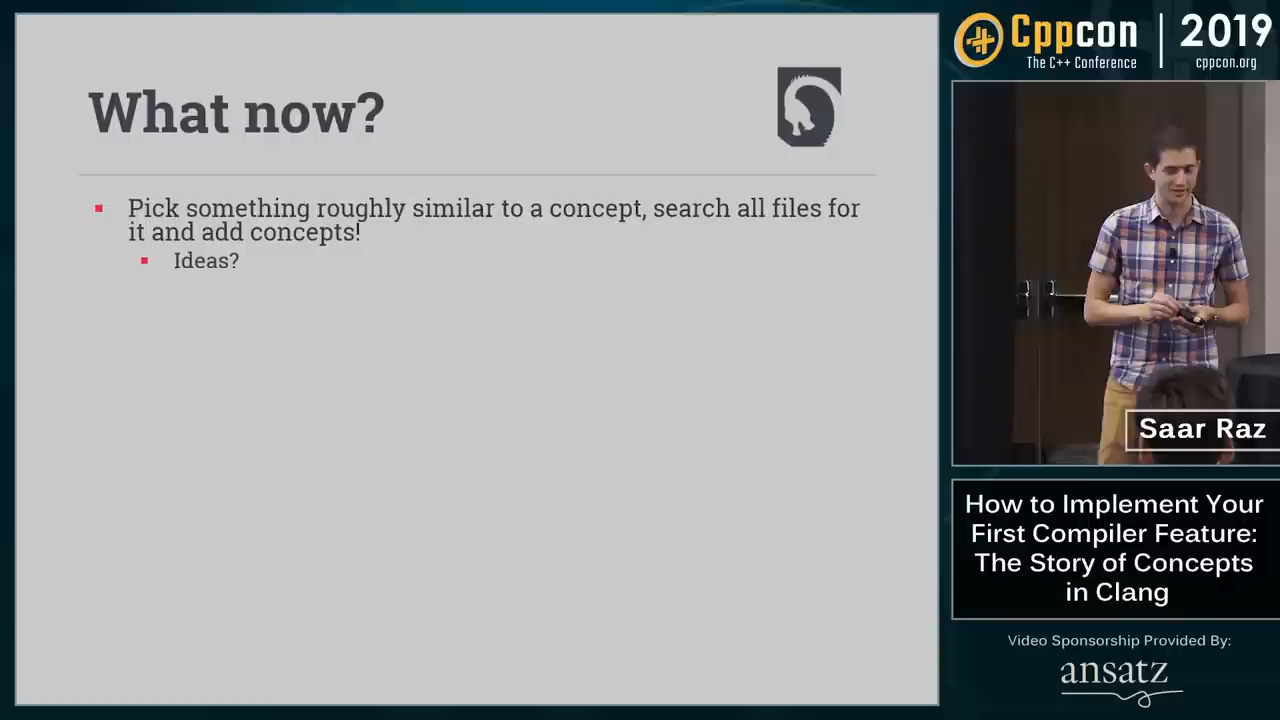 What now?
Pick something roughly similar to a concept, search all files for
it and add concepts!
Ideas?
Cppcon | 2019
The C++ Conference cppcon.org
Saar Raz
How to Implement Your
First Compiler Feature:
The Story of Concepts
in Clang
Video Sponsorship Provided By:
ansatz